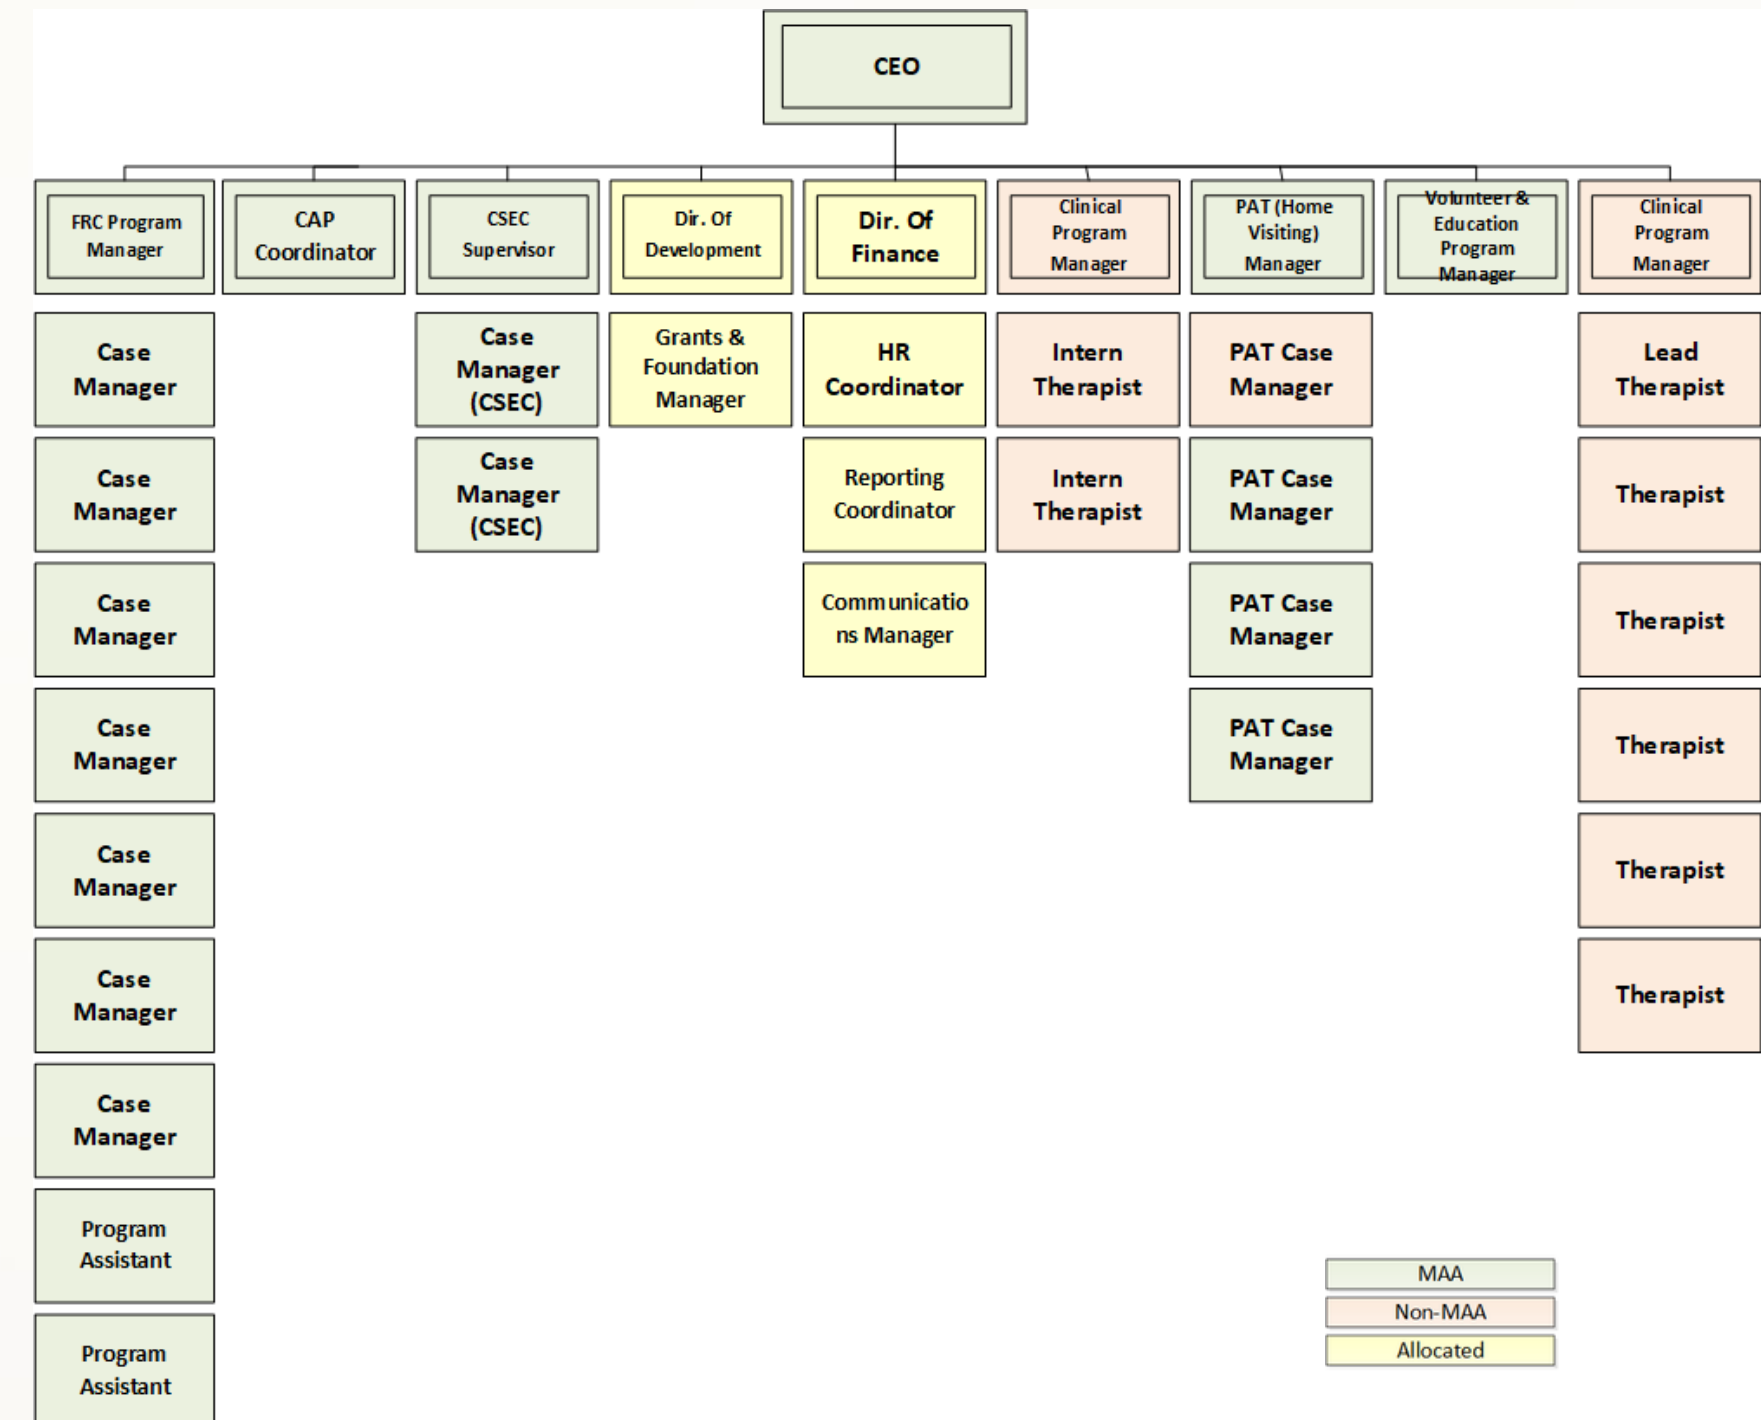 CEO
FRC Program
Manager
CAP
Coordinator
CSEC
Supervisor
Dir. Of
Development
Dir. Of
Finance
Clinical
Program
Manager
PAT (Home
Visiting)
Manager
Volunteer &
Education
Program
Manager
Clinical
Program
Manager
Case
Manager
Case
Manager
(CSEC)
Grants &
Foundation
Manager
HR
Coordinator
Intern
Therapist
PAT Case
Manager
Lead
Therapist
Case
Manager
Case
Manager
(CSEC)
Reporting
Coordinator
Intern
Therapist
PAT Case
Manager
Therapist
Case
Manager
Communicatio
ns Manager
PAT Case
Manager
Therapist
Case
Manager
PAT Case
Manager
Therapist
Case
Manager
Therapist
Case
Manager
Therapist
Case
Manager
Program
Assistant
Program
Assistant
MAA
Non-MAA
Allocated